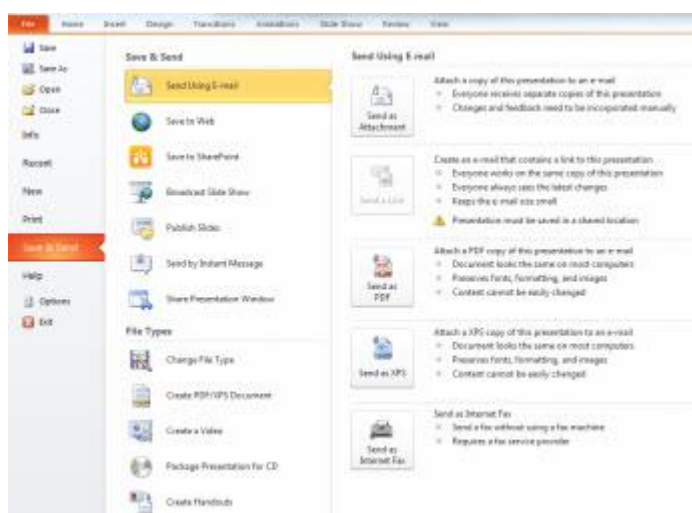 File Home Insert Design Transitions Animations Slide Show Review View
Save
Save As
Open
Close
Info
Recent
New
Print
Save & Send
Help
Options
Exit
Save & Send
Send Using E-mail
Save to Web
Save to SharePoint
Broadcast Slide Show
Publish Slides
Send by Instant Message
Share Presentation Window
File Types
Change File Type
Create PDF/XPS Document
Create a Video
Package Presentation for CD
Create Handouts
Send Using E-mail
Send as
Attachment
Attach a copy of this presentation to an e-mail
Everyone receives separate copies of this presentation
Changes and feedback need to be incorporated manually
Send a Link
Create an e-mail that contains a link to this presentation
Everyone works on the same copy of this presentation
Everyone always sees the latest changes
Keeps the e-mail size small
Presentation must be saved in a shared location
Send as
PDF
Attach a PDF copy of this presentation to an e-mail
Document looks the same on most computers
Preserves fonts, formatting, and images
Content cannot be easily changed
Send as XPS
Attach a XPS copy of this presentation to an e-mail
Document looks the same on most computers
Preserves fonts, formatting, and images
Content cannot be easily changed
Send as
Internet Fax
Send as Internet Fax
Send a fax without using a fax machine
Requires a fax service provider